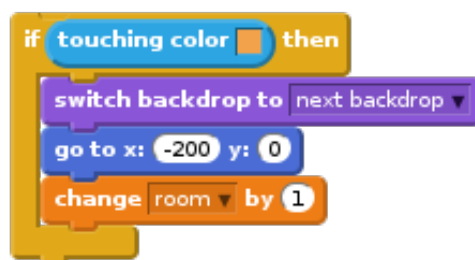 if touching color then
switch backdrop to next backdrop
go to x: -200 y: 0
change room by 1